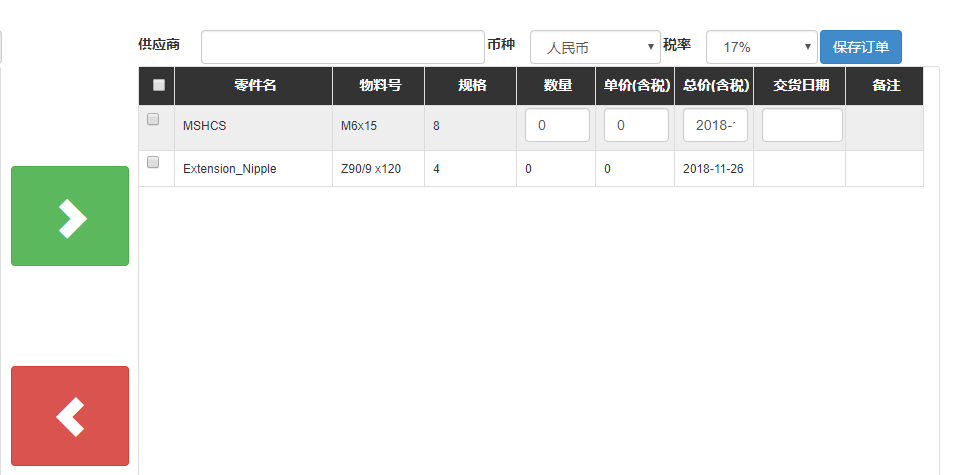 供应商 币种 人民币 税率 17% 保存订单
零件名 物料号 规格 数量 单价(含税) 总价(含税) 交货日期 备注
MSHCS M6x15 8 0 0 2018-
Extension_Nipple Z90/9 x120 4 0 0 2018-11-26